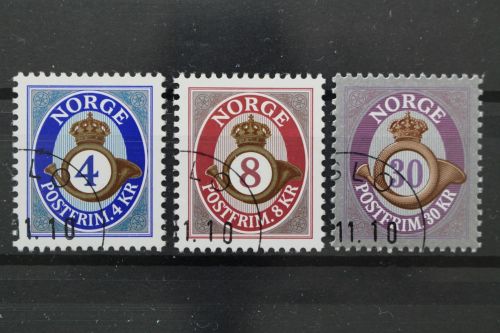 NORGE
4
POSTFRIM. 4 KR
NORGE
8
POSTFRIM. 8 KR
NORGE
30
POSTFRIM. 30 KR
1.10
11.10
11.10